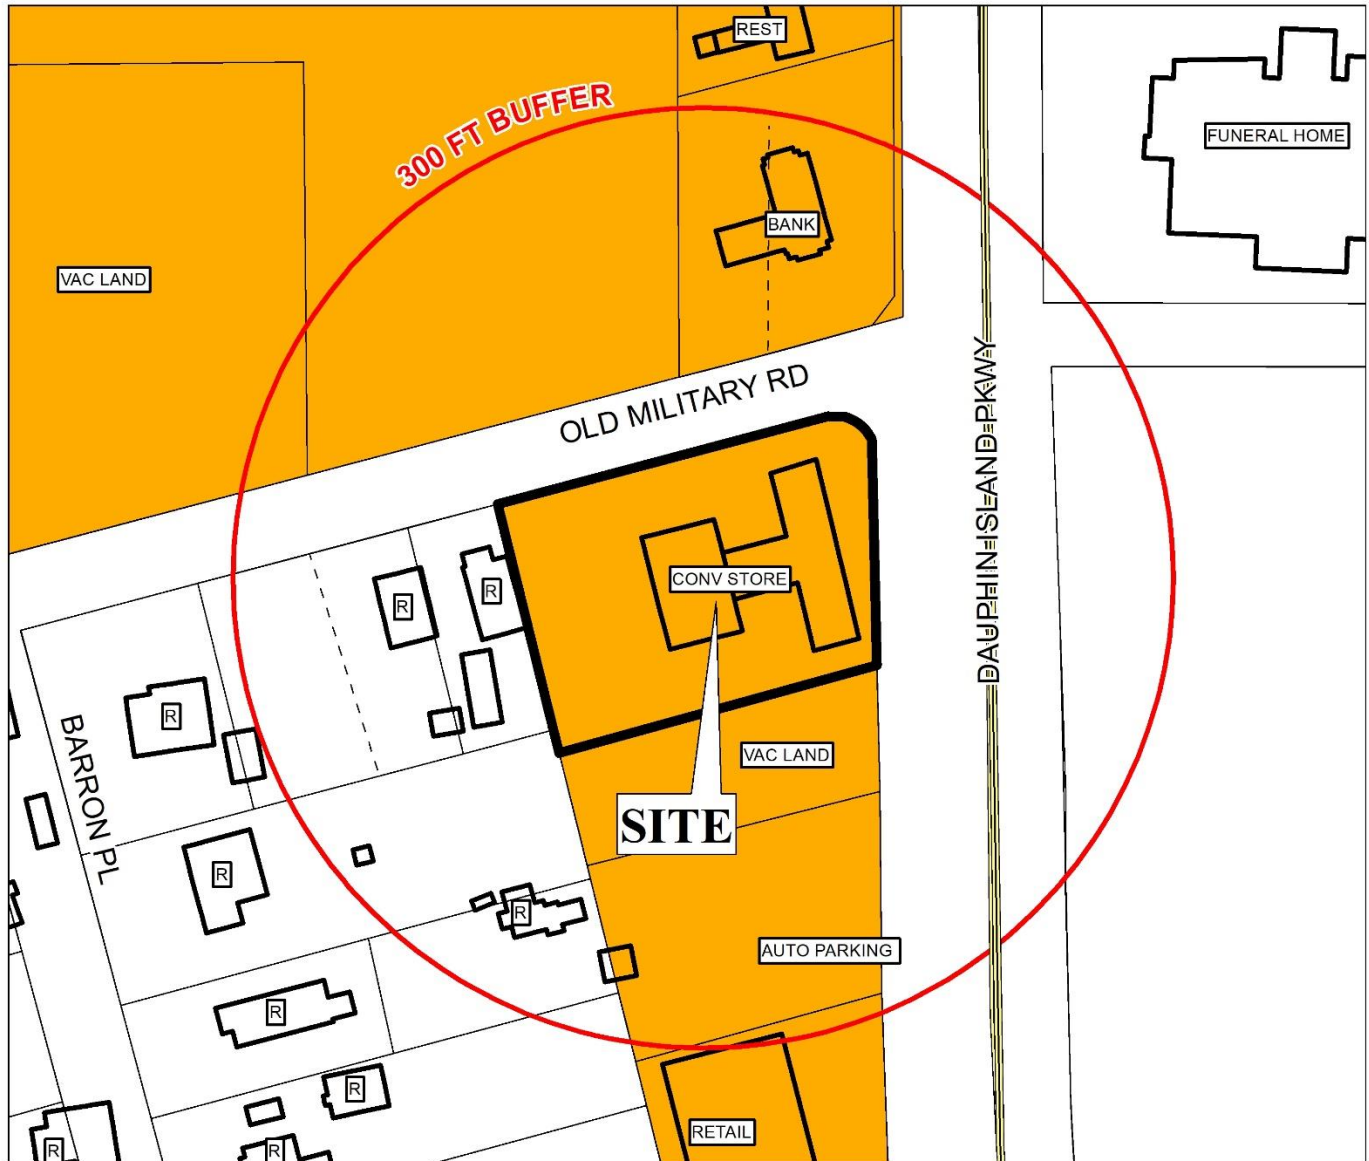 REST
300 FT BUFFER
FUNERAL HOME
BANK
VAC LAND
OLD MILITARY RD
DAUPHIN ISLAND PKWY
CONV STORE
R
R
R
BARRON PL
VAC LAND
SITE
R
R
AUTO PARKING
R
R
RETAIL
R
R